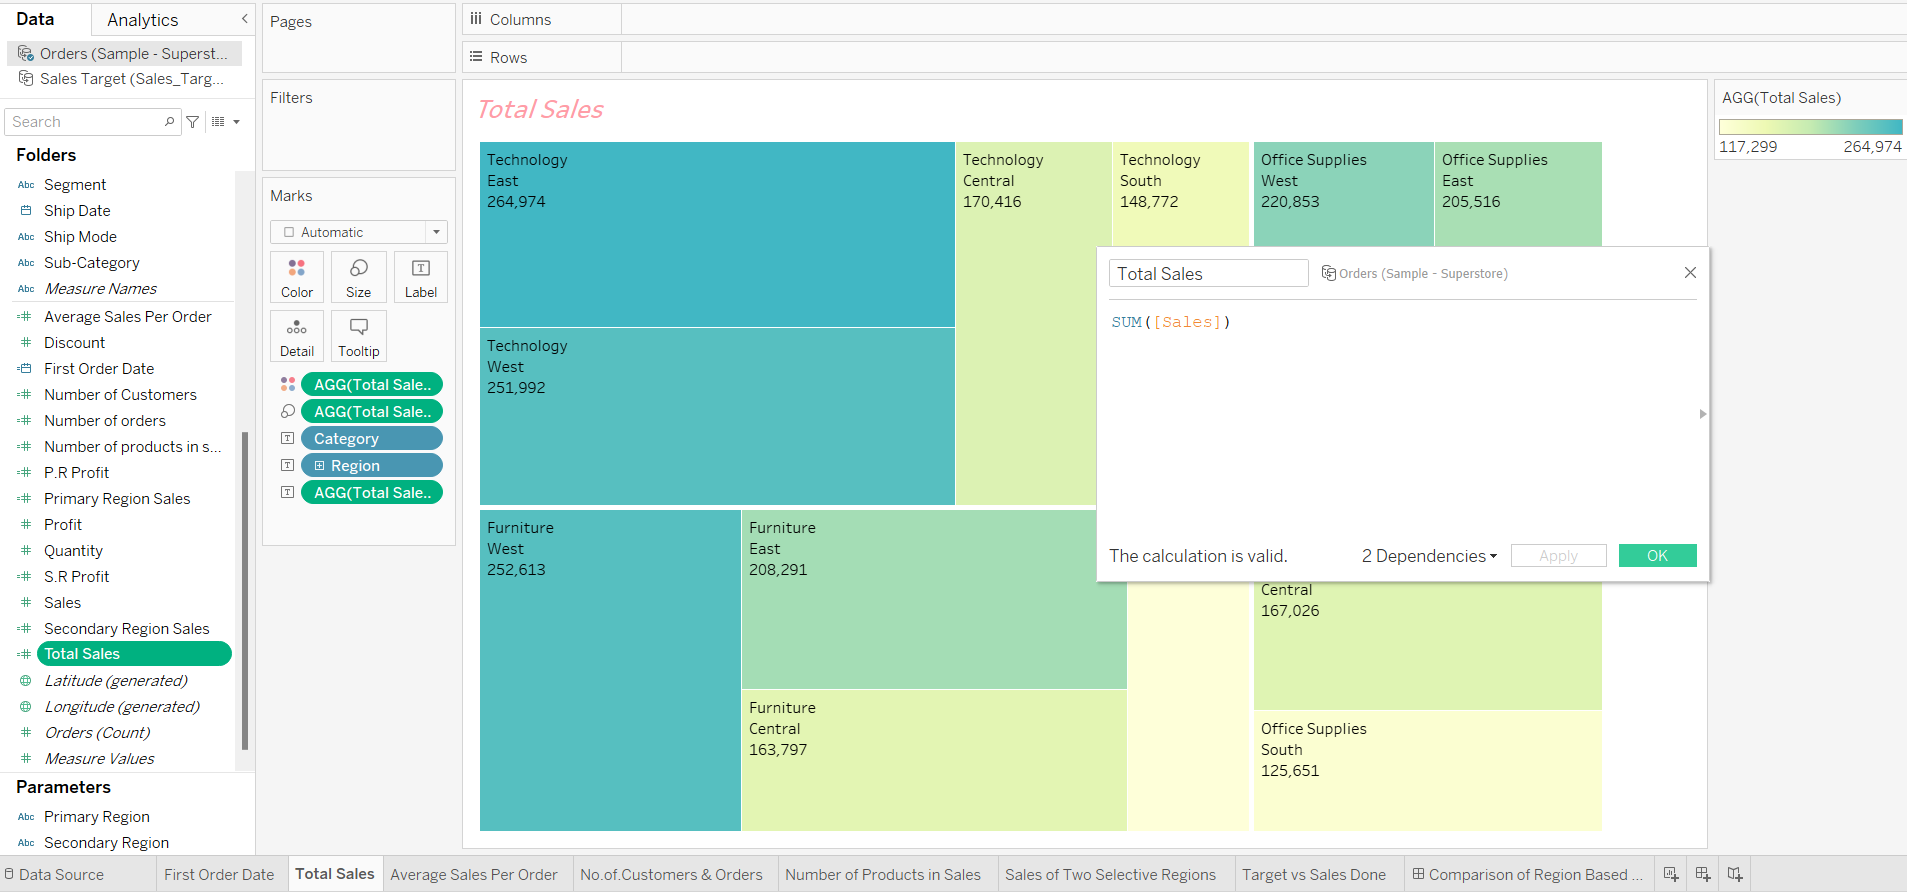 Data
Analytics
Orders (Sample - Superst...
Sales Target (Sales_Targ...
Search
Folders
Abc Segment
Ship Date
Abc Ship Mode
Abc Sub-Category
Abc Measure Names
Average Sales Per Order
Discount
First Order Date
Number of Customers
Number of orders
Number of products in s...
P.R Profit
Primary Region Sales
Profit
Quantity
S.R Profit
Sales
Secondary Region Sales
Total Sales
Latitude (generated)
Longitude (generated)
Orders (Count)
Measure Values
Parameters
Abc Primary Region
Abc Secondary Region
Pages
Filters
Marks
Automatic
Color
Size
Label
Detail
Tooltip
AGG(Total Sale..
AGG(Total Sale..
Category
Region
AGG(Total Sale..
Columns
Rows
Total Sales
Technology
East
264,974
Technology
Central
170,416
Technology
South
148,772
Office Supplies
West
220,853
Office Supplies
East
205,516
Technology
West
251,992
Furniture
West
252,613
Furniture
East
208,291
Furniture
Central
163,797
Central
167,026
Office Supplies
South
125,651
Total Sales
Orders (Sample - Superstore)
SUM([Sales])
The calculation is valid.
2 Dependencies
Apply
OK
AGG(Total Sales)
117,299
264,974
Data Source
First Order Date
Total Sales
Average Sales Per Order
No.of.Customers & Orders
Number of Products in Sales
Sales of Two Selective Regions
Target vs Sales Done
Comparison of Region Based ...